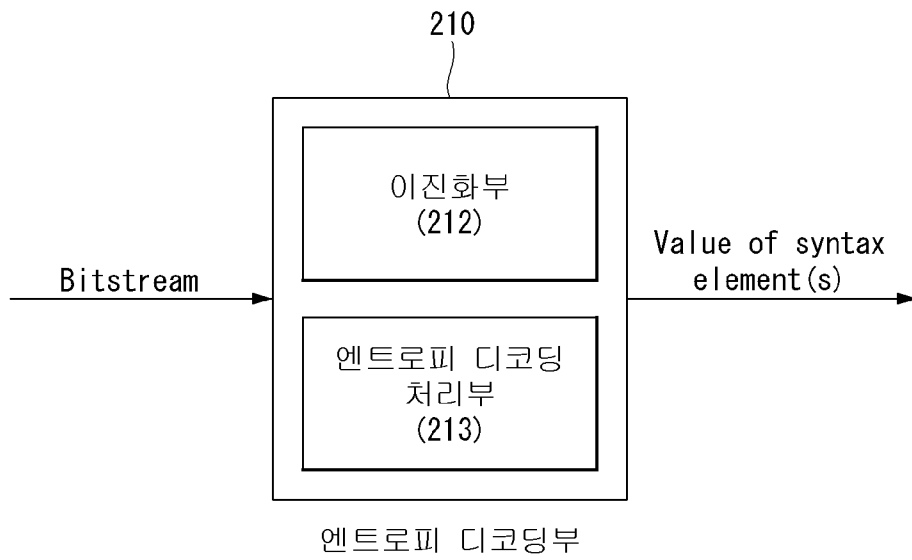 210
이진화부
(212)
Bitstream
Value of syntax
element(s)
엔트로피 디코딩
처리부
(213)
엔트로피 디코딩부